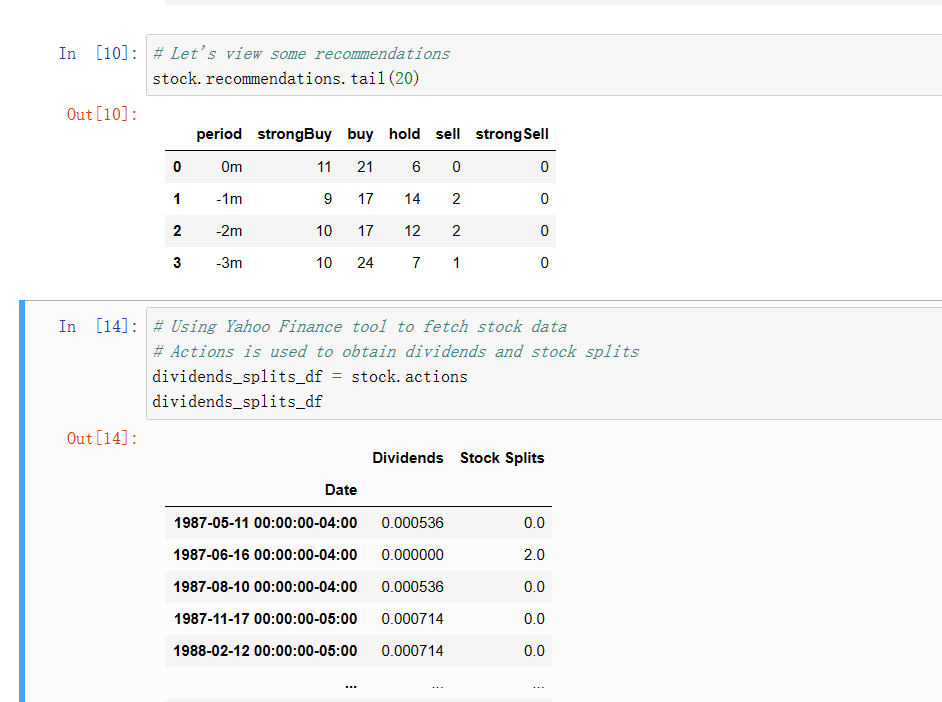 In [10]: # Let's view some recommendations
stock.recommendations.tail(20)
Out[10]:
period strongBuy buy hold sell strongSell
0 0m 11 21 6 0 0
1 -1m 9 17 14 2 0
2 -2m 10 17 12 2 0
3 -3m 10 24 7 1 0
In [14]: # Using Yahoo Finance tool to fetch stock data
# Actions is used to obtain dividends and stock splits
dividends_splits_df = stock.actions
dividends_splits_df
Out[14]:
Dividends Stock Splits
Date
1987-05-11 00:00:00-04:00 0.000536 0.0
1987-06-16 00:00:00-04:00 0.000000 2.0
1987-08-10 00:00:00-04:00 0.000536 0.0
1987-11-17 00:00:00-05:00 0.000714 0.0
1988-02-12 00:00:00-05:00 0.000714 0.0
... ... ...